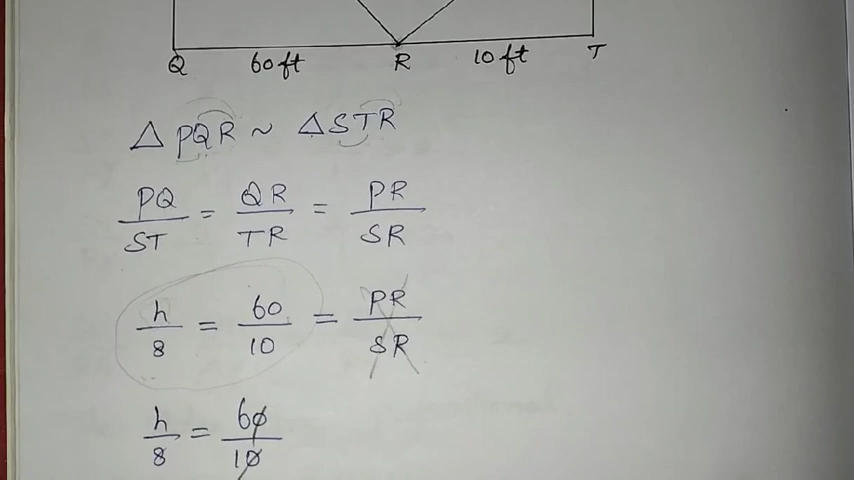 Q 60ft R 10ft T
△ PQR ~ △STR
PQ/ST = QR/TR = PR/SR
h/8 = 60/10 = PR/SR
h/8 = 60/10